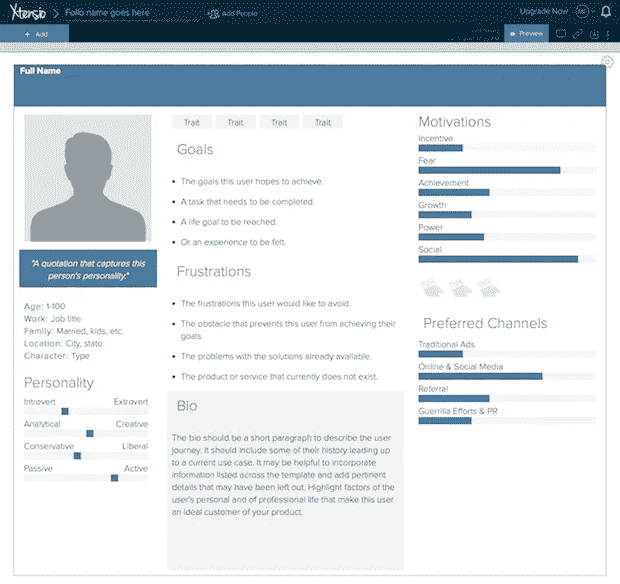 Xtensio
Folio name goes here
Add People
Upgrade Now
MF
+ Add
Preview
Full Name
"A quotation that captures this
person's personality."
Age: 1-100
Work: Job title
Family: Married, kids, etc.
Location: City, state
Character: Type
Personality
Introvert Extrovert
Analytical Creative
Conservative Liberal
Passive Active
Trait Trait Trait Trait
Goals
• The goals this user hopes to achieve.
• A task that needs to be completed.
• A life goal to be reached.
• Or an experience to be felt.
Frustrations
• The frustrations this user would like to avoid.
• The obstacle that prevents this user from achieving their
goals.
• The problems with the solutions already available.
• The product or service that currently does not exist.
Bio
The bio should be a short paragraph to describe the user
journey. It should include some of their history leading up
to a current use case. It may be helpful to incorporate
information listed across the template and add pertinent
details that may have been left out. Highlight factors of the
user's personal and of professional life that make this user
an ideal customer of your product.
Motivations
Incentive
Fear
Achievement
Growth
Power
Social
Preferred Channels
Traditional Ads
Online & Social Media
Referral
Guerrilla Efforts & PR